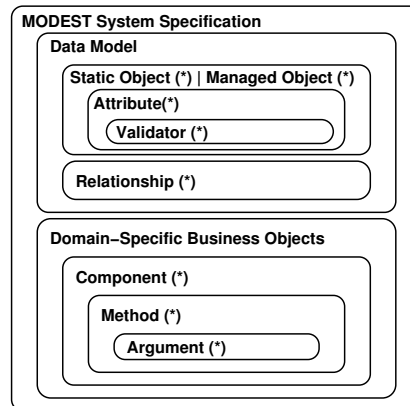 MODEST System Specification
Data Model
Static Object (*) | Managed Object (*)
Attribute(*)
Validator (*)
Relationship (*)
Domain−Specific Business Objects
Component (*)
Method (*)
Argument (*)